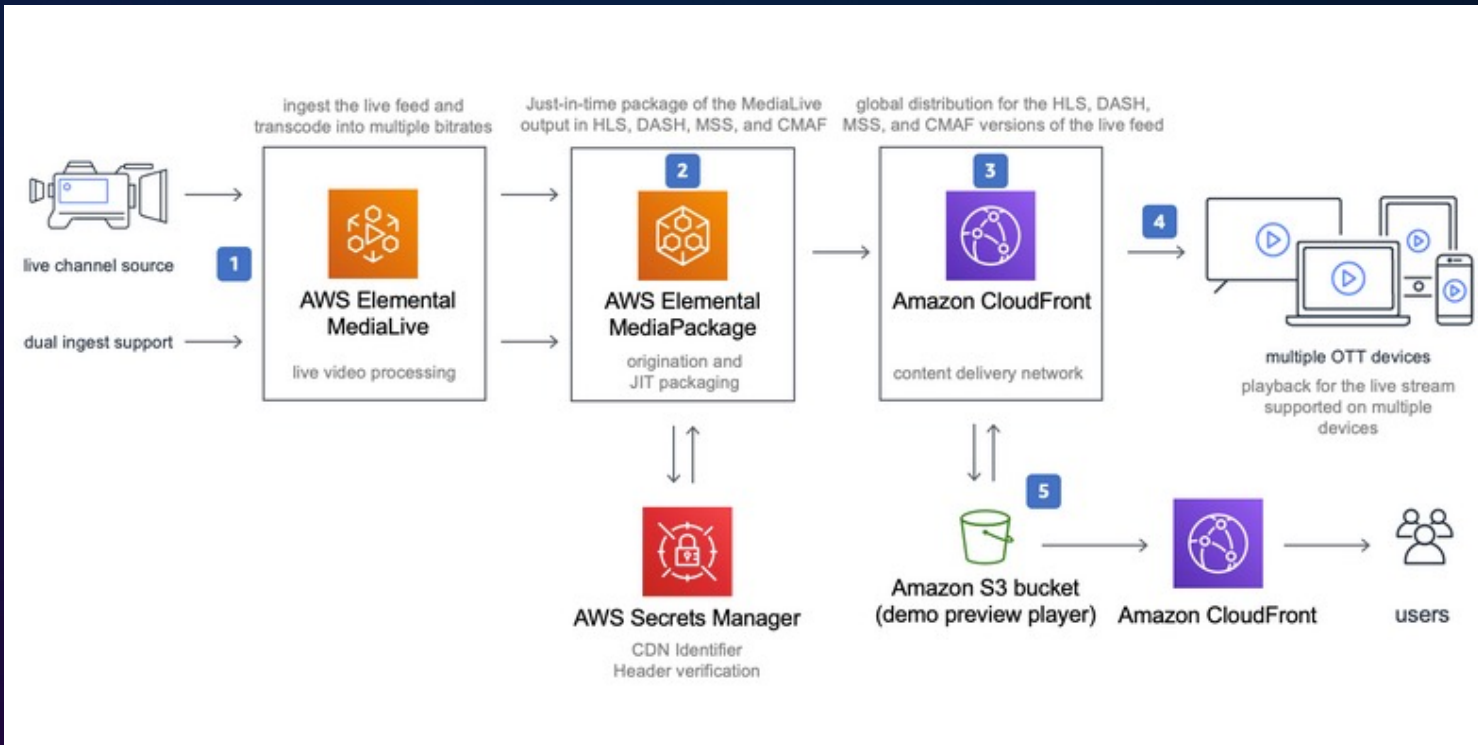 ingest the live feed and
transcode into multiple bitrates
Just-in-time package of the MediaLive
output in HLS, DASH, MSS, and CMAF
global distribution for the HLS, DASH,
MSS, and CMAF versions of the live feed
live channel source
dual ingest support
1
AWS Elemental
MediaLive
live video processing
2
AWS Elemental
MediaPackage
origination and
JIT packaging
3
Amazon CloudFront
content delivery network
4
multiple OTT devices
playback for the live stream
supported on multiple
devices
AWS Secrets Manager
CDN Identifier
Header verification
5
Amazon S3 bucket
(demo preview player)
Amazon CloudFront
users